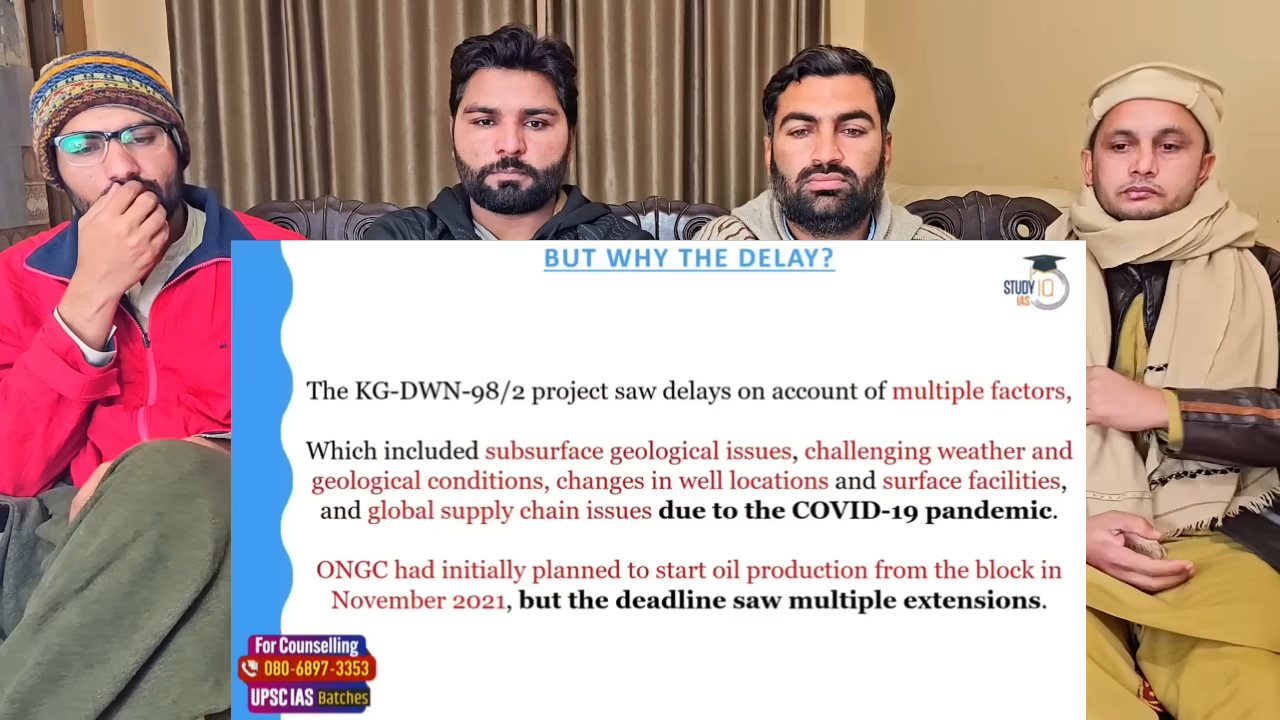 BUT WHY THE DELAY?
STUDY IQ
IAS
The KG-DWN-98/2 project saw delays on account of multiple factors,
Which included subsurface geological issues, challenging weather and
geological conditions, changes in well locations and surface facilities,
and global supply chain issues due to the COVID-19 pandemic.
ONGC had initially planned to start oil production from the block in
November 2021, but the deadline saw multiple extensions.
For Counselling
080-6897-3353
UPSC IAS Batches